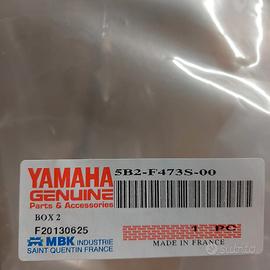 YAMAHA
GENUINE
Parts & Accessories
5B2-F473S-00
BOX 2
F20130625
1 PC
MBK INDUSTRIE
SAINT QUENTIN FRANCE
MADE IN FRANCE
subito